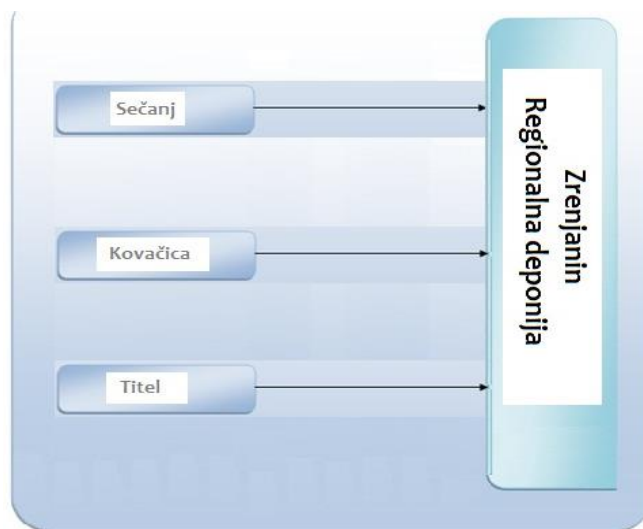 Sečanj
Kovačica
Titel
Zrenjanin
Regionalna deponija